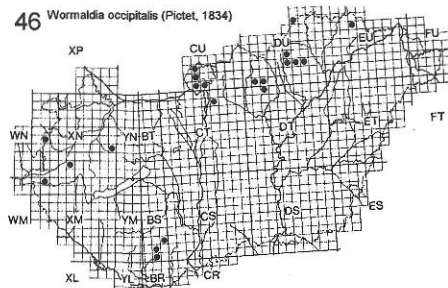 46 Wormaldia occipitalis (Pictet, 1834)
XP CU DU EU FU
WN XN YN BT CT DT ET FT
WM XM YM BS CS DS ES
XL YL BR CR